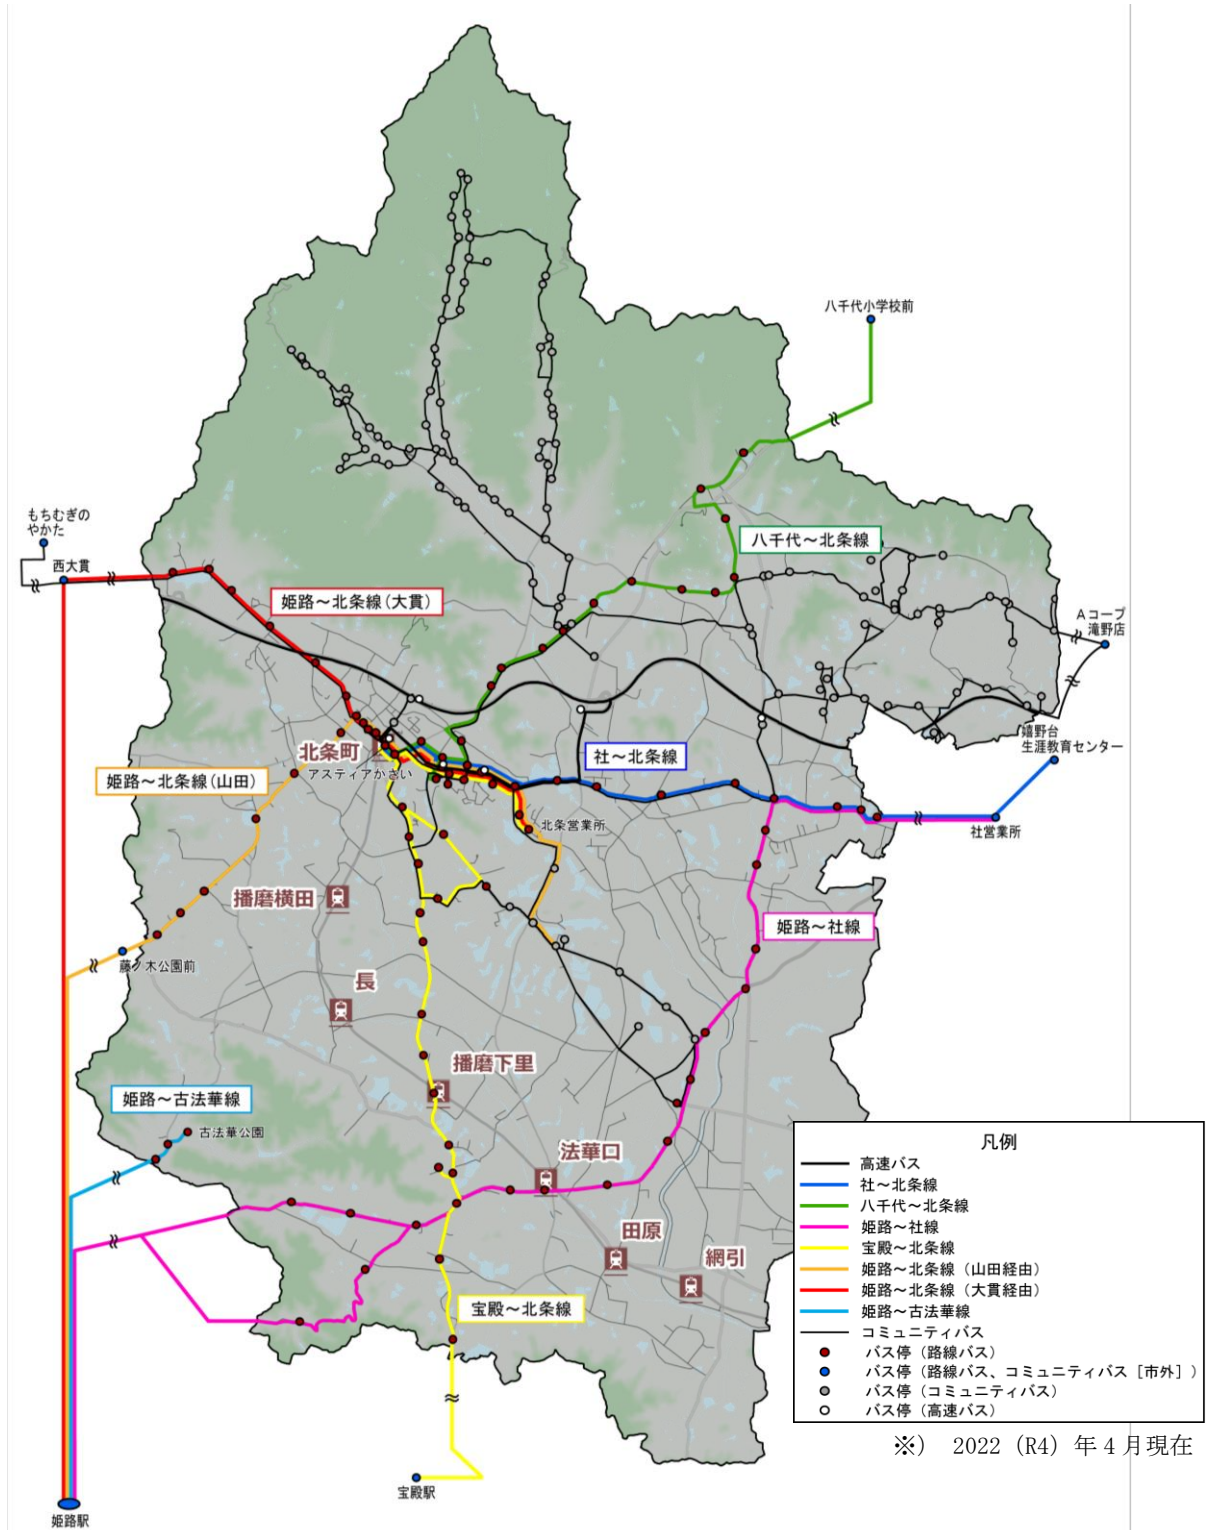 八千代小学校前
もちむぎの
やかた
西大貫
八千代～北条線
姫路～北条線(大貫)
Aコープ
滝野店
嬉野台
生涯教育センター
北条町
アスティアかさい
社～北条線
姫路～北条線(山田)
北条営業所
社営業所
播磨横田
姫路～社線
藤ノ木公園前
長
播磨下里
姫路～古法華線
古法華公園
法華口
田原
網引
宝殿～北条線
宝殿駅
姫路駅
凡例
高速バス
社～北条線
八千代～北条線
姫路～社線
宝殿～北条線
姫路～北条線（山田経由）
姫路～北条線（大貫経由）
姫路～古法華線
コミュニティバス
バス停（路線バス）
バス停（路線バス、コミュニティバス［市外］）
バス停（コミュニティバス）
バス停（高速バス）
※） 2022（R4）年4月現在